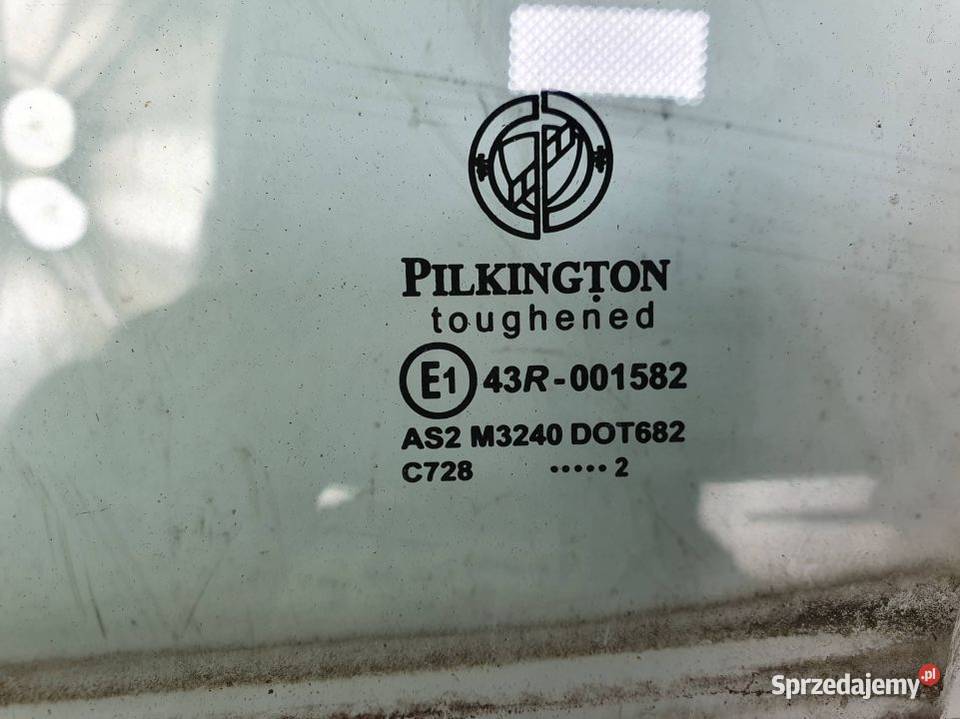 PILKINGTON
toughened
E1 43R-001582
AS2 M3240 DOT682
C728 ····· 2
Sprzedajemy.pl